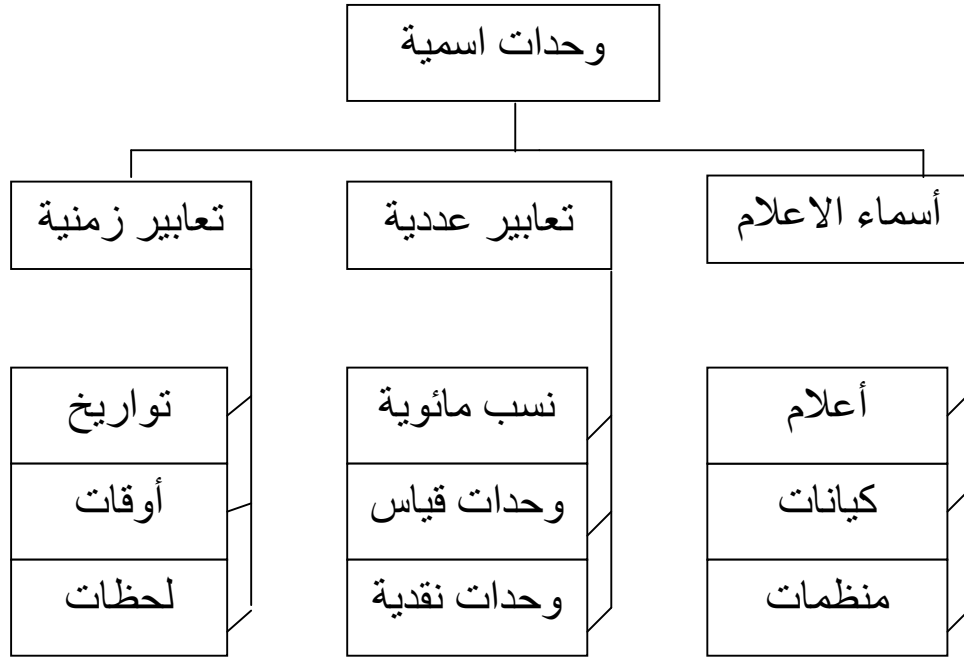 وحدات اسمية
أسماء الاعلام
تعابير عددية
تعابير زمنية
أعلام
نسب مائوية
تواريخ
كيانات
وحدات قياس
أوقات
منظمات
وحدات نقدية
لحظات